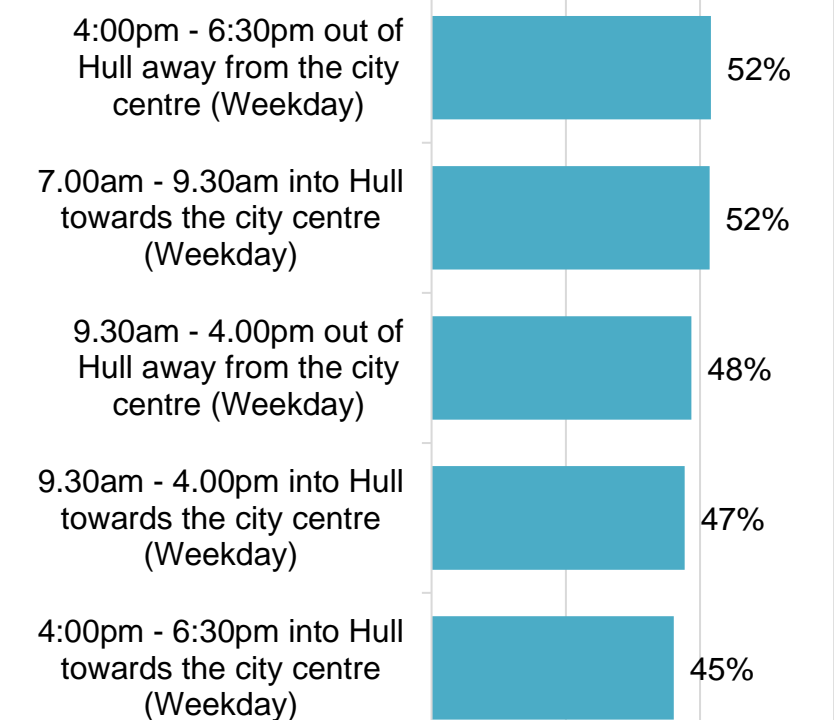 4:00pm - 6:30pm out of
Hull away from the city
centre (Weekday)
52%
7.00am - 9.30am into Hull
towards the city centre
(Weekday)
52%
9.30am - 4.00pm out of
Hull away from the city
centre (Weekday)
48%
9.30am - 4.00pm into Hull
towards the city centre
(Weekday)
47%
4:00pm - 6:30pm into Hull
towards the city centre
(Weekday)
45%